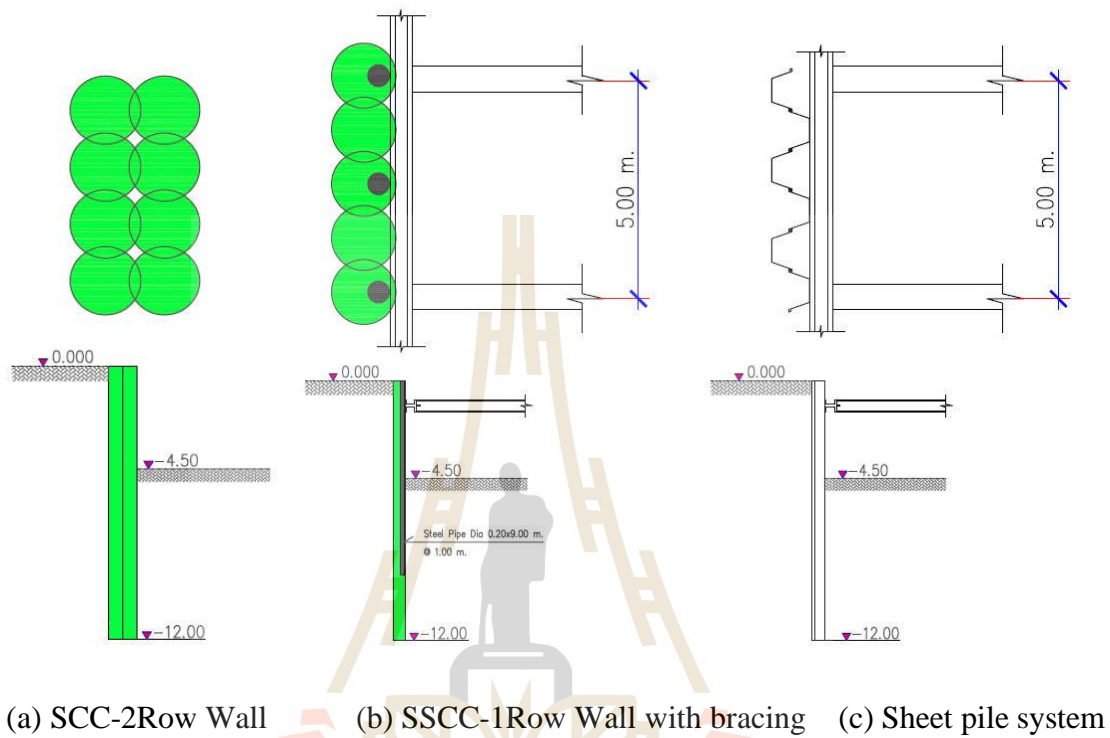 5.00 m.
5.00 m.
0.000
-4.50
-12.00
0.000
-4.50
Steel Pipe Dia 0.20x9.00 m.
@ 1.00 m.
-12.00
0.000
-4.50
-12.00
(a) SCC-2Row Wall
(b) SSCC-1Row Wall with bracing
(c) Sheet pile system